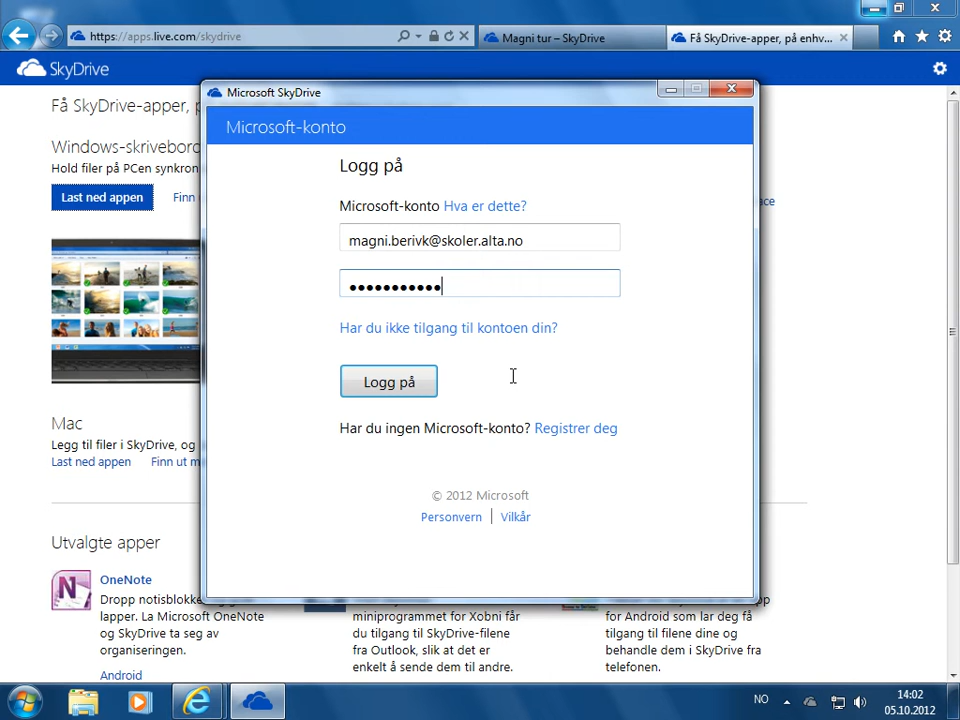 https://apps.live.com/skydrive
Magni tur – SkyDrive
Få SkyDrive-apper, på enhv...
SkyDrive
Få SkyDrive-apper, p
Windows-skrivebord
Hold filer på PCen synkron
Last ned appen
Finn
Mac
Legg til filer i SkyDrive, og
Last ned appen
Finn ut m
Utvalgte apper
OneNote
Dropp notisblokker
lapper. La Microsoft OneNote
og SkyDrive ta seg av
organiseringen.
Android
miniprogrammet for Xobni får
du tilgang til SkyDrive-filene
fra Outlook, slik at det er
enkelt å sende dem til andre.
for Android som lar deg få
tilgang til filene dine og
behandle dem i SkyDrive fra
telefonen.
Microsoft SkyDrive
Microsoft-konto
Logg på
Microsoft-konto Hva er dette?
magni.berivk@skoler.alta.no
●●●●●●●●●●●
Har du ikke tilgang til kontoen din?
Logg på
Har du ingen Microsoft-konto? Registrer deg
© 2012 Microsoft
Personvern
Vilkår
NO
14:02
05.10.2012